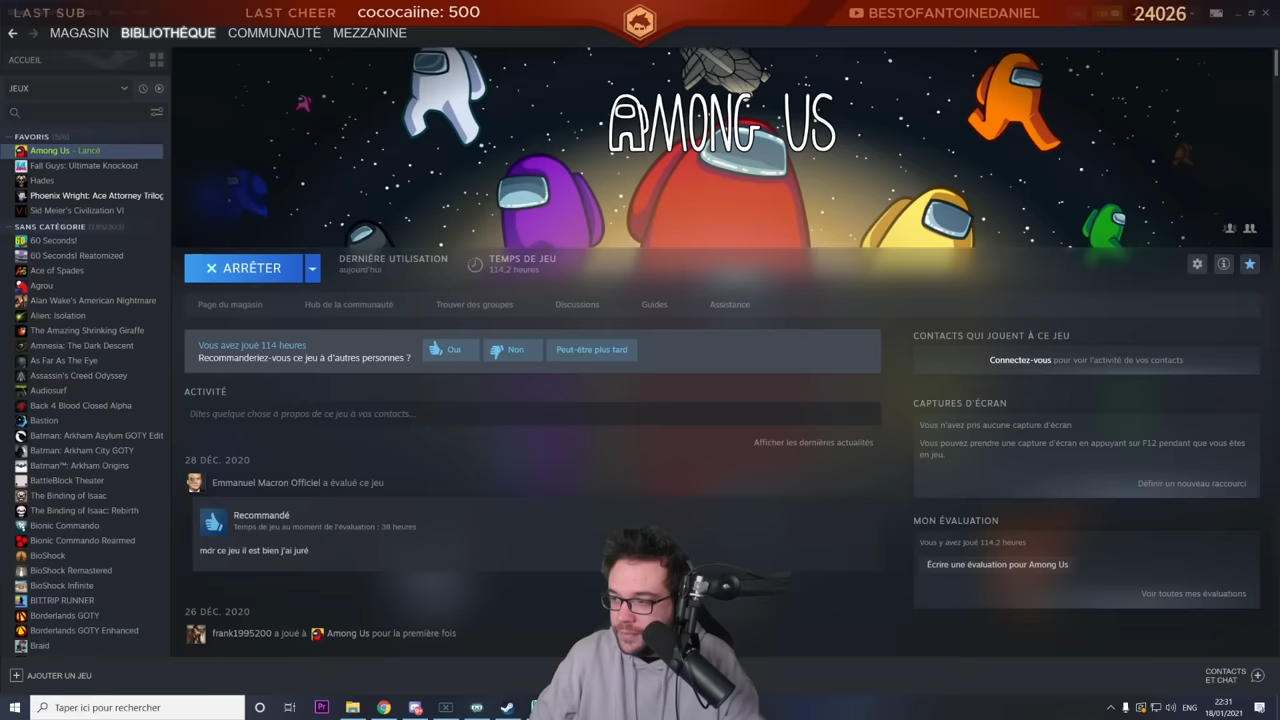 LAST SUB
LAST CHEER
cococaiine: 500
BESTOFANTOINEDANIEL
24026
MAGASIN
BIBLIOTHÈQUE
COMMUNAUTÉ
MEZZANINE
ACCUEIL
JEUX
FAVORIS (5/6)
Among Us - Lancé
Fall Guys: Ultimate Knockout
Hades
Phoenix Wright: Ace Attorney Trilog
Sid Meier's Civilization VI
SANS CATÉGORIE
60 Seconds!
60 Seconds! Reatomized
Ace of Spades
Agrou
Alan Wake's American Nightmare
Alien: Isolation
The Amazing Shrinking Giraffe
Amnesia: The Dark Descent
As Far As The Eye
Assassin's Creed Odyssey
Audiosurf
Back 4 Blood Closed Alpha
Bastion
Batman: Arkham Asylum GOTY Edit
Batman: Arkham City GOTY
Batman™: Arkham Origins
BattleBlock Theater
The Binding of Isaac
The Binding of Isaac: Rebirth
Bionic Commando
Bionic Commando Rearmed
BioShock
BioShock Remastered
BioShock Infinite
BIT.TRIP RUNNER
Borderlands GOTY
Borderlands GOTY Enhanced
Braid
AJOUTER UN JEU
AMONG US
ARRÊTER
DERNIÈRE UTILISATION
aujourd'hui
TEMPS DE JEU
114,2 heures
Page du magasin
Hub de la communauté
Trouver des groupes
Discussions
Guides
Assistance
Vous avez joué 114 heures
Recommanderiez-vous ce jeu à d'autres personnes ?
Oui
Non
Peut-être plus tard
ACTIVITÉ
Dites quelque chose à propos de ce jeu à vos contacts...
Afficher les dernières actualités
28 DÉC. 2020
Emmanuel Macron Officiel a évalué ce jeu
Recommandé
Temps de jeu au moment de l'évaluation : 38 heures
mdr ce jeu il est bien j'ai juré
26 DÉC. 2020
frank1995200 a joué à Among Us pour la première fois
CONTACTS QUI JOUENT À CE JEU
Connectez-vous pour voir l'activité de vos contacts
CAPTURES D'ÉCRAN
Vous n'avez pris aucune capture d'écran
Vous pouvez prendre une capture d'écran en appuyant sur F12 pendant que vous êtes
en jeu.
Définir un nouveau raccourci
MON ÉVALUATION
Vous y avez joué 114,2 heures
Écrire une évaluation pour Among Us
Voir toutes mes évaluations
CONTACTS
ET CHAT
Taper ici pour rechercher
Pr
ENG
22:31
18/01/2021